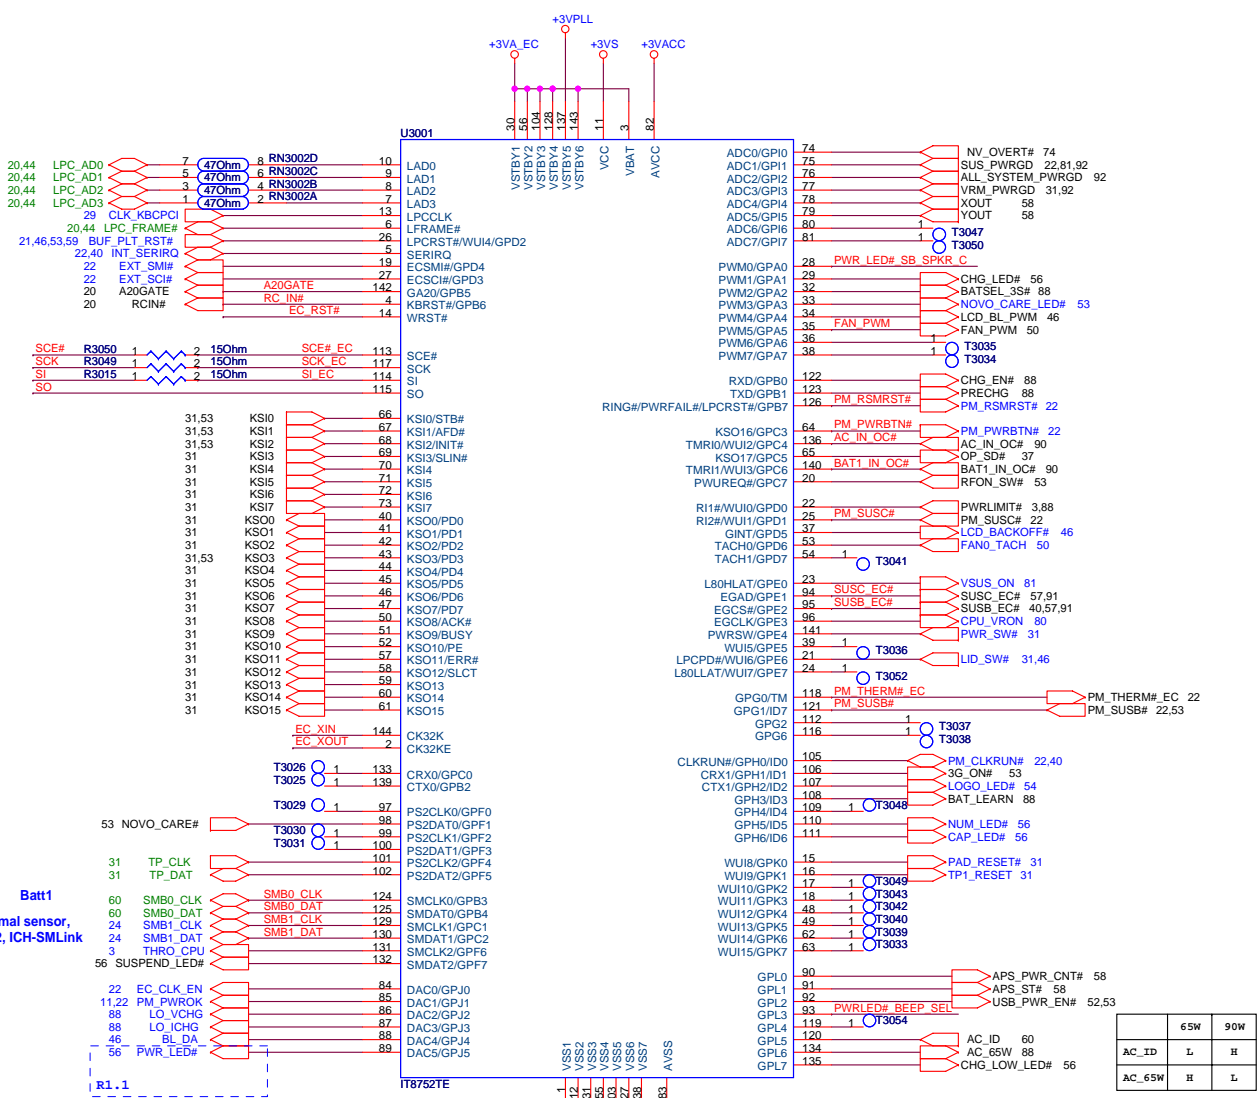 +3VPLL
+3VA_EC +3VS +3VACC
30 56 104 128 137 143 11 3 82
U3001
VSTBY1 VSTBY2 VSTBY3 VSTBY4 VSTBY5 VSTBY6 VCC VBAT AVCC
20,44 LPC_AD0 7 47Ohm 8 RN3002D 10 LAD0
20,44 LPC_AD1 5 47Ohm 6 RN3002C 9 LAD1
20,44 LPC_AD2 3 47Ohm 4 RN3002B 8 LAD2
20,44 LPC_AD3 1 47Ohm 2 RN3002A 7 LAD3
29 CLK_KBCPCI 13 LPCCLK
20,44 LPC_FRAME# 6 LFRAME#
21,46,53,59 BUF_PLT_RST# 26 LPCRST#/WUI4/GPD2
22,40 INT_SERIRQ 5 SERIRQ
22 EXT_SMI# 19 ECSMI#/GPD4
22 EXT_SCI# 27 ECSCI#/GPD3
20 A20GATE A20GATE 142 GA20/GPB5
20 RCIN# RC_IN# 4 KBRST#/GPB6
EC_RST# 14 WRST#
SCE# R3050 1 2 15Ohm SCE#_EC 113 SCE#
SCK R3049 1 2 15Ohm SCK_EC 117 SCK
SI R3015 1 2 15Ohm SI_EC 114 SI
SO 115 SO
31,53 KSI0 66 KSI0/STB#
31,53 KSI1 67 KSI1/AFD#
31,53 KSI2 68 KSI2/INIT#
31 KSI3 69 KSI3/SLIN#
31 KSI4 70 KSI4
31 KSI5 71 KSI5
31 KSI6 72 KSI6
31 KSI7 73 KSI7
31 KSO0 40 KSO0/PD0
31 KSO1 41 KSO1/PD1
31 KSO2 42 KSO2/PD2
31,53 KSO3 43 KSO3/PD3
31 KSO4 44 KSO4/PD4
31 KSO5 45 KSO5/PD5
31 KSO6 46 KSO6/PD6
31 KSO7 47 KSO7/PD7
31 KSO8 50 KSO8/ACK#
31 KSO9 51 KSO9/BUSY
31 KSO10 52 KSO10/PE
31 KSO11 57 KSO11/ERR#
31 KSO12 58 KSO12/SLCT
31 KSO13 59 KSO13
31 KSO14 60 KSO14
31 KSO15 61 KSO15
EC_XIN 144 CK32K
EC_XOUT 2 CK32KE
T3026 1 133 CRX0/GPC0
T3025 1 139 CTX0/GPB2
T3029 1 97 PS2CLK0/GPF0
53 NOVO_CARE# 98 PS2DAT0/GPF1
T3030 1 99 PS2CLK1/GPF2
T3031 1 100 PS2DAT1/GPF3
31 TP_CLK 101 PS2CLK2/GPF4
31 TP_DAT 102 PS2DAT2/GPF5
Batt1
mal sensor,
2, ICH-SMLink
60 SMB0_CLK SMB0_CLK 124 SMCLK0/GPB3
60 SMB0_DAT SMB0_DAT 125 SMDAT0/GPB4
24 SMB1_CLK SMB1_CLK 129 SMCLK1/GPC1
24 SMB1_DAT SMB1_DAT 130 SMDAT1/GPC2
3 THRO_CPU 131 SMCLK2/GPF6
56 SUSPEND_LED# 132 SMDAT2/GPF7
22 EC_CLK_EN 84 DAC0/GPJ0
11,22 PM_PWROK 85 DAC1/GPJ1
88 LO_VCHG 86 DAC2/GPJ2
88 LO_ICHG 87 DAC3/GPJ3
46 BL_DA 88 DAC4/GPJ4
56 PWR_LED# 89 DAC5/GPJ5
R1.1
IT8752TE
ADC0/GPI0 74 NV_OVERT# 74
ADC1/GPI1 75 SUS_PWRGD 22,81,92
ADC2/GPI2 76 ALL_SYSTEM_PWRGD 92
ADC3/GPI3 77 VRM_PWRGD 31,92
ADC4/GPI4 78 XOUT 58
ADC5/GPI5 79 YOUT 58
ADC6/GPI6 80 1 T3047
ADC7/GPI7 81 1 T3050
PWM0/GPA0 28 PWR_LED#_SB_SPKR_C
PWM1/GPA1 29 CHG_LED# 56
PWM2/GPA2 32 BATSEL_3S# 88
PWM3/GPA3 33 NOVO_CARE_LED# 53
PWM4/GPA4 34 LCD_BL_PWM 46
PWM5/GPA5 35 FAN_PWM FAN_PWM 50
PWM6/GPA6 36 1 T3035
PWM7/GPA7 38 1 T3034
RXD/GPB0 122 CHG_EN# 88
TXD/GPB1 123 PRECHG 88
RING#/PWRFAIL#/LPCRST#/GPB7 126 PM_RSMRST# PM_RSMRST# 22
KSO16/GPC3 64 PM_PWRBTN# PM_PWRBTN# 22
TMRI0/WUI2/GPC4 136 AC_IN_OC# AC_IN_OC# 90
KSO17/GPC5 65 OP_SD# 37
TMRI1/WUI3/GPC6 140 BAT1_IN_OC# BAT1_IN_OC# 90
PWUREQ#/GPC7 20 RFON_SW# 53
RI1#/WUI0/GPD0 22 PWRLIMIT# 3,88
RI2#/WUI1/GPD1 25 PM_SUSC# PM_SUSC# 22
GINT/GPD5 37 LCD_BACKOFF# 46
TACH0/GPD6 53 FAN0_TACH 50
TACH1/GPD7 54 1 T3041
L80HLAT/GPE0 23 VSUS_ON 81
EGAD/GPE1 94 SUSC_EC# SUSC_EC# 57,91
EGCS#/GPE2 95 SUSB_EC# SUSB_EC# 40,57,91
EGCLK/GPE3 96 CPU_VRON 80
PWRSW/GPE4 141 PWR_SW# 31
WUI5/GPE5 39 1 T3036
LPCPD#/WUI6/GPE6 21 LID_SW# 31,46
L80LLAT/WUI7/GPE7 24 1 T3052
GPG0/TM 118 PM_THERM#_EC PM_THERM#_EC 22
GPG1/ID7 121 PM_SUSB# PM_SUSB# 22,53
GPG2 112 1 T3037
GPG6 116 1 T3038
CLKRUN#/GPH0/ID0 105 PM_CLKRUN# 22,40
CRX1/GPH1/ID1 106 3G_ON# 53
CTX1/GPH2/ID2 107 LOGO_LED# 54
GPH3/ID3 108 BAT_LEARN 88
GPH4/ID4 109 1 T3048
GPH5/ID5 110 NUM_LED# 56
GPH6/ID6 111 CAP_LED# 56
WUI8/GPK0 15 PAD_RESET# 31
WUI9/GPK1 16 TP1_RESET 31
WUI10/GPK2 17 1 T3049
WUI11/GPK3 18 1 T3043
WUI12/GPK4 48 1 T3042
WUI13/GPK5 49 1 T3040
WUI14/GPK6 62 1 T3039
WUI15/GPK7 63 1 T3033
GPL0 90 APS_PWR_CNT# 58
GPL1 91 APS_ST# 58
GPL2 92 USB_PWR_EN# 52,53
GPL3 93 PWRLED#_BEEP_SEL
GPL4 119 1 T3054
GPL5 120 AC_ID 60
GPL6 134 AC_65W 88
GPL7 135 CHG_LOW_LED# 56
VSS1 VSS2 VSS3 VSS4 VSS5 VSS6 VSS7 AVSS
1 12 31 55 03 27 38 83
65W 90W
AC_ID L H
AC_65W H L